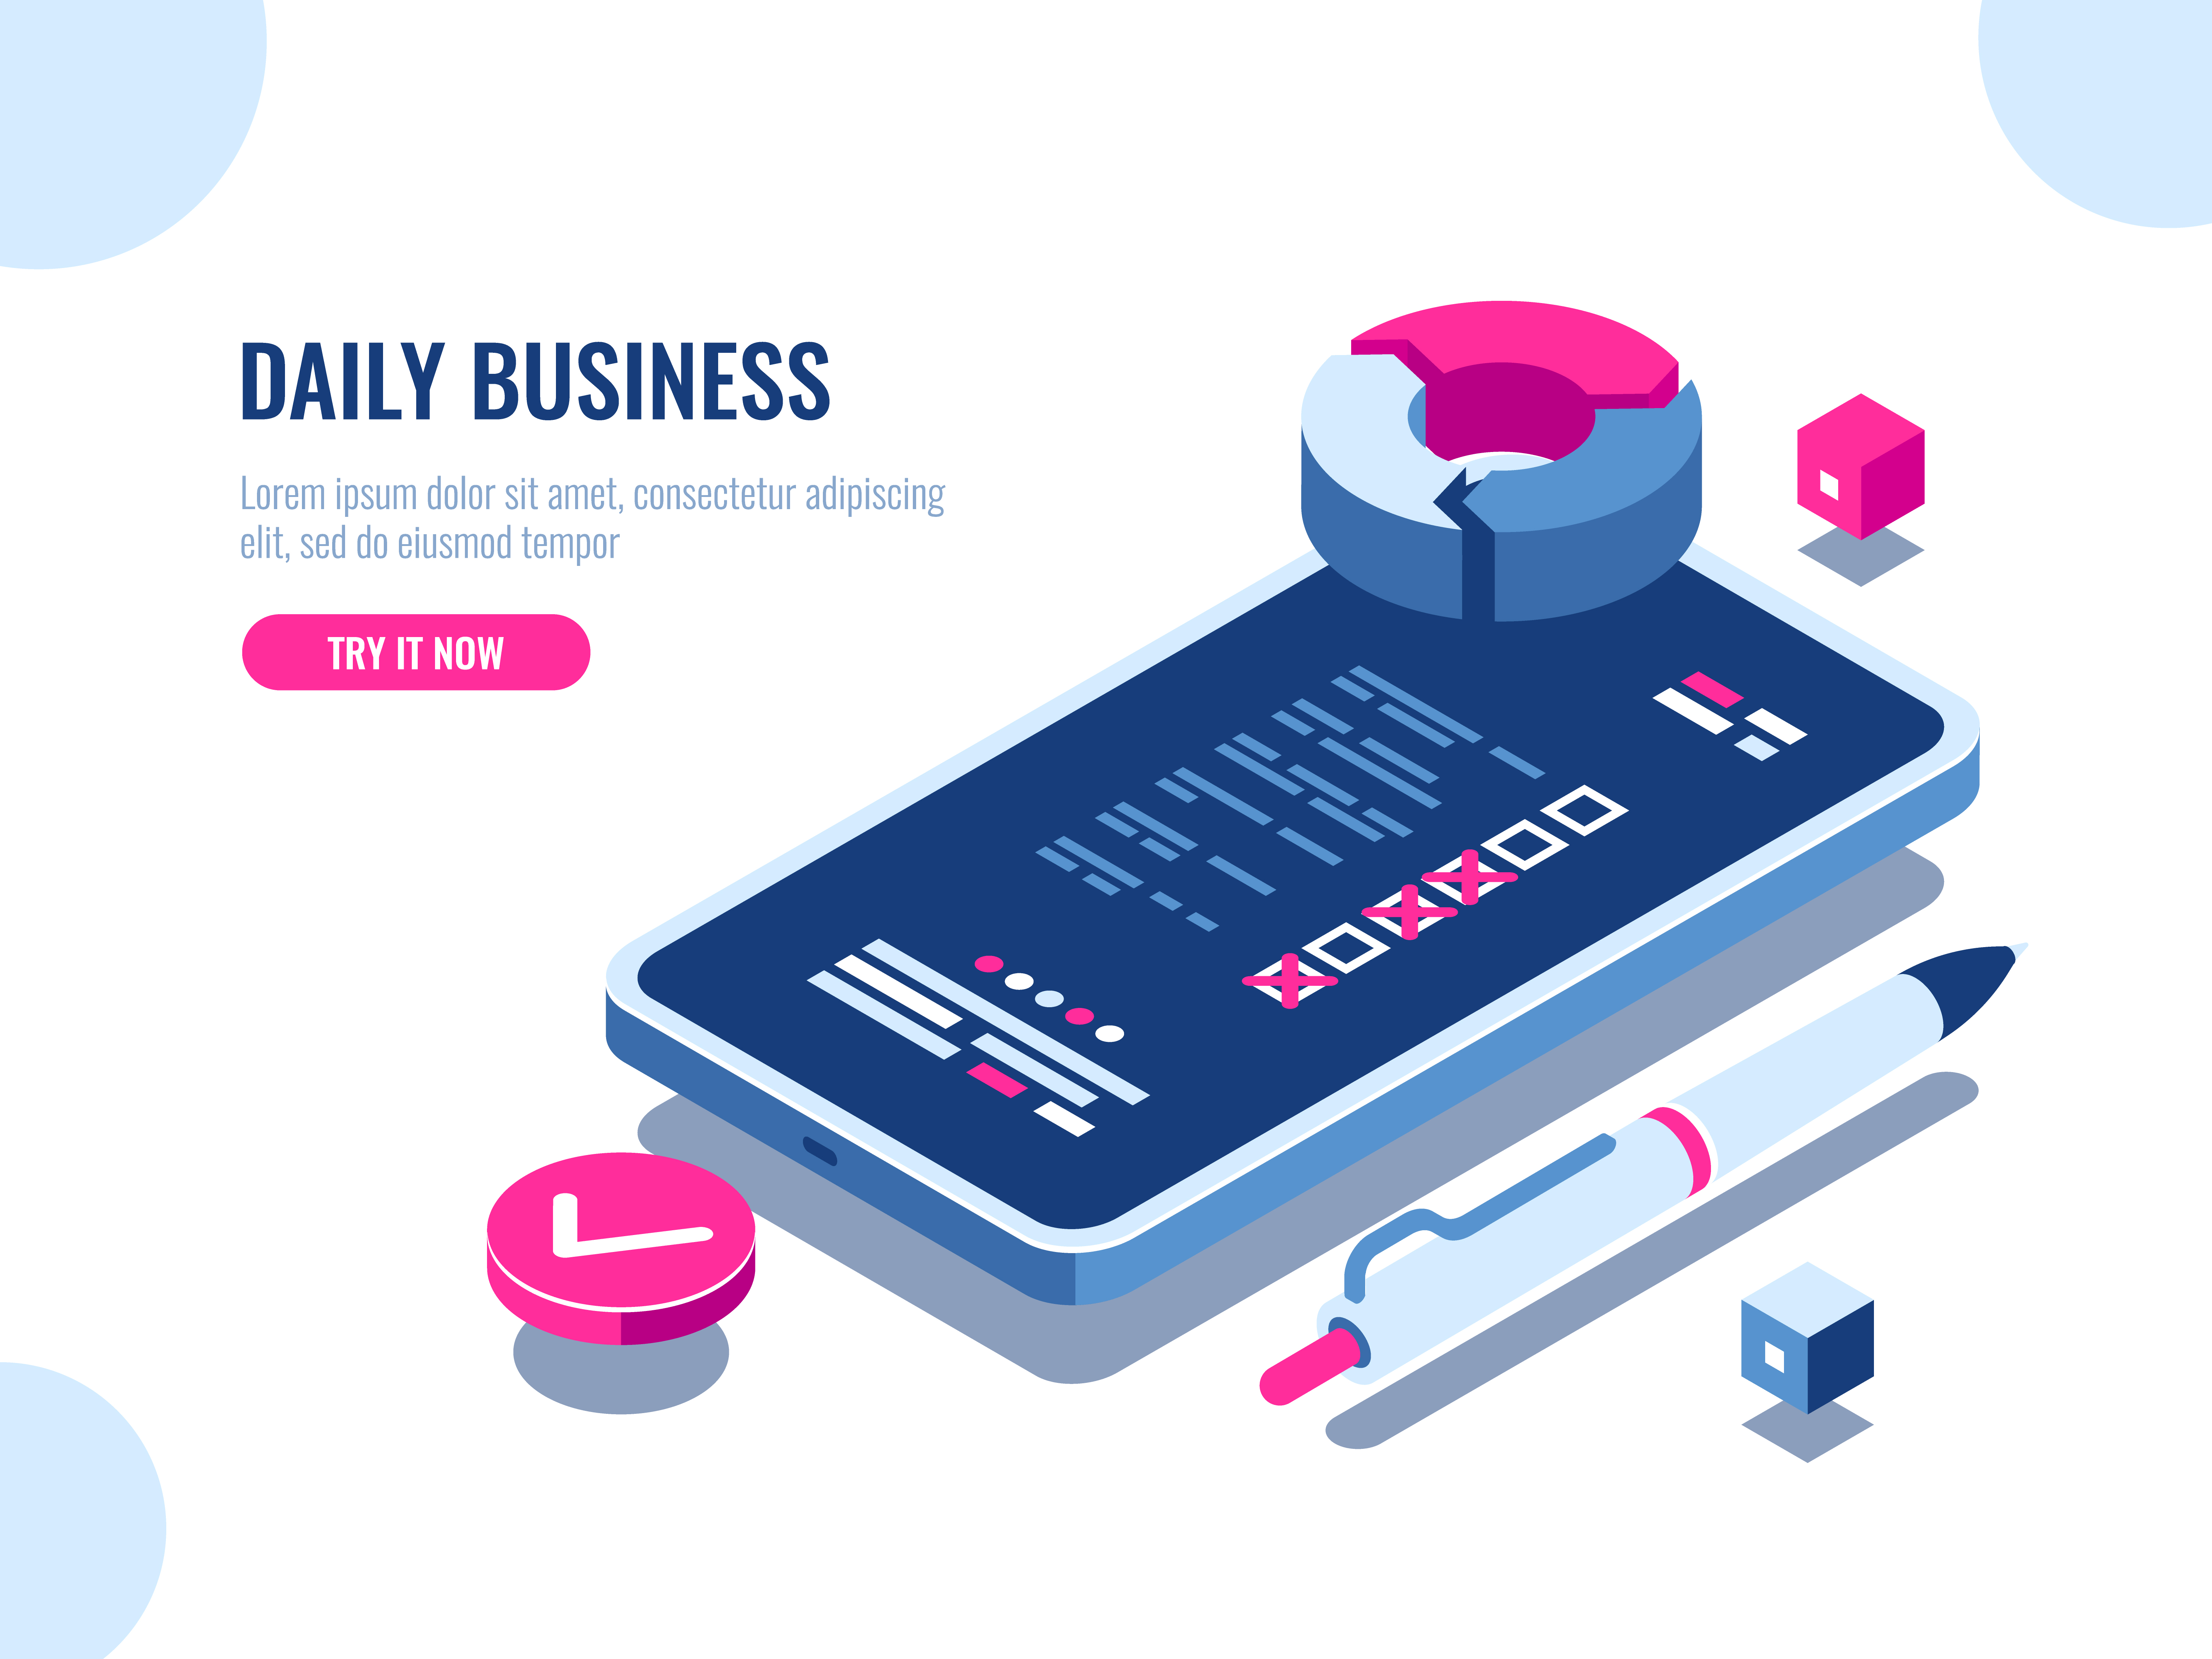 DAILY BUSINESS
Lorem ipsum dolor sit amet, consectetur adipiscing
elit, sed do eiusmod tempor
TRY IT NOW